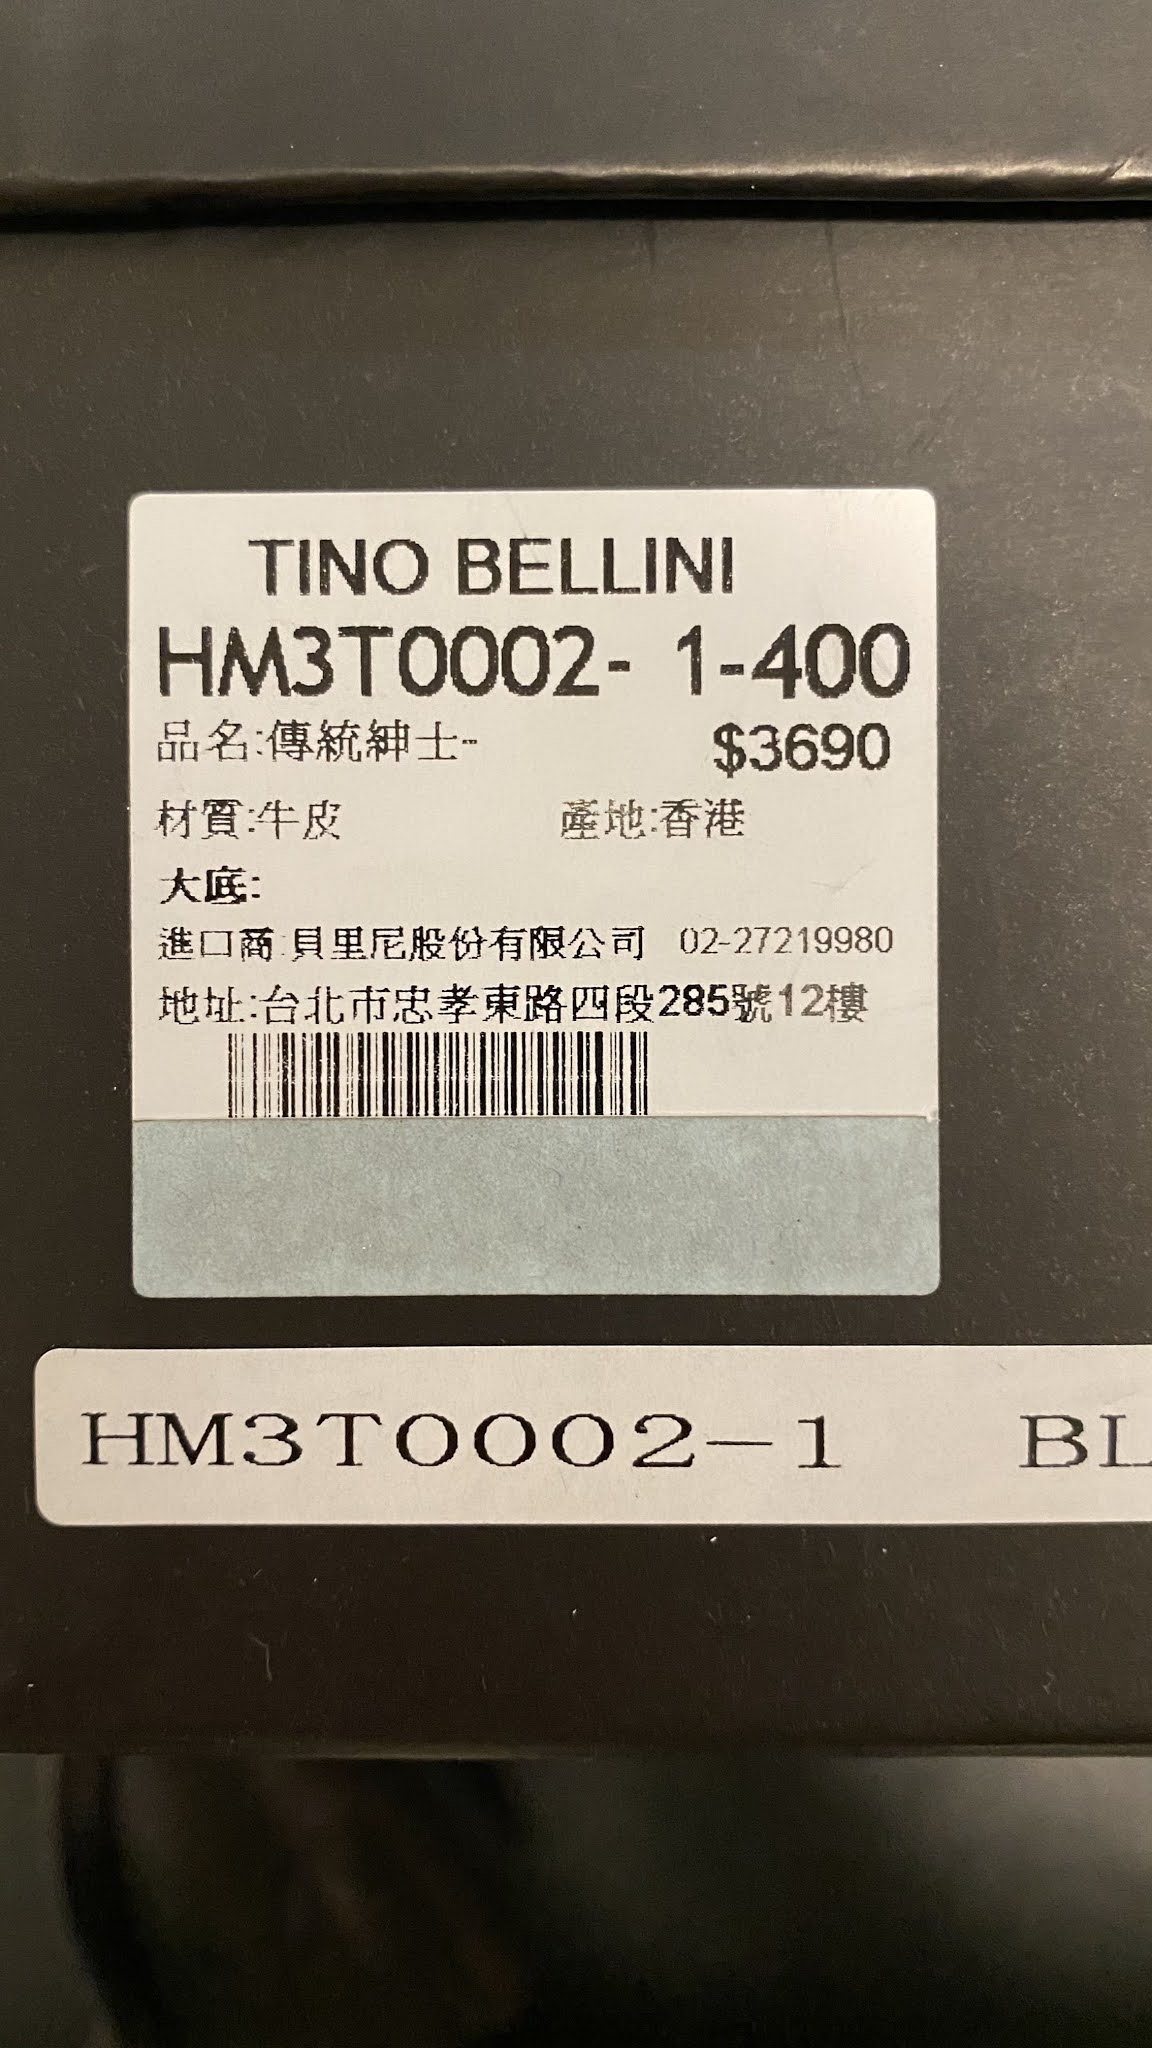 TINO BELLINI
HM3T0002- 1-400
品名:傳統紳士-- $3690
材質:牛皮 產地:香港
大底:
進口商:貝里尼股份有限公司 02-27219980
地址:台北市忠孝東路四段285號12樓
HM3T0002-1 BL